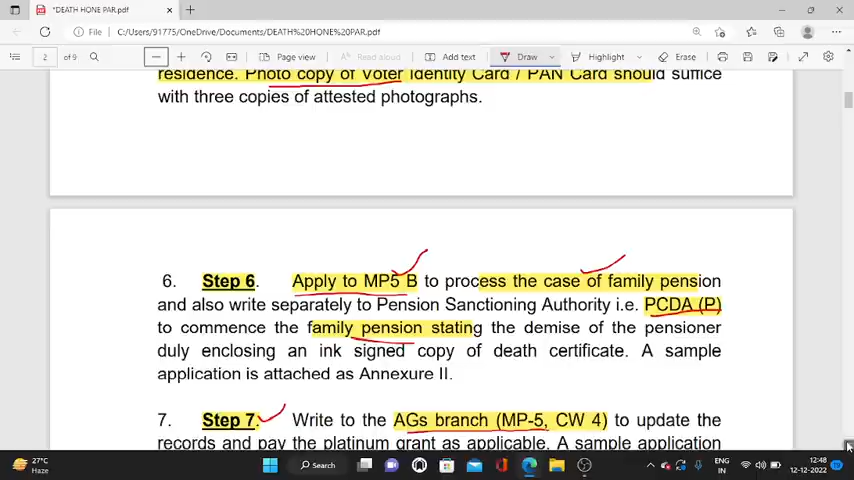 *DEATH HONE PAR.pdf
File
C:/Users/91775/OneDrive/Documents/DEATH%20HONE%20PAR.pdf
2 of 9
Page view
Read aloud
Add text
Draw
Highlight
Erase
residence. Photo copy of Voter Identity Card / PAN Card should suffice
with three copies of attested photographs.
6. Step 6. Apply to MP5 B to process the case of family pension
and also write separately to Pension Sanctioning Authority i.e. PCDA (P)
to commence the family pension stating the demise of the pensioner
duly enclosing an ink signed copy of death certificate. A sample
application is attached as Annexure II.
7. Step 7. Write to the AGs branch (MP-5, CW 4) to update the
records and pay the platinum grant as applicable. A sample application
27°C
Haze
Search
ENG
IN
12:48
12-12-2022